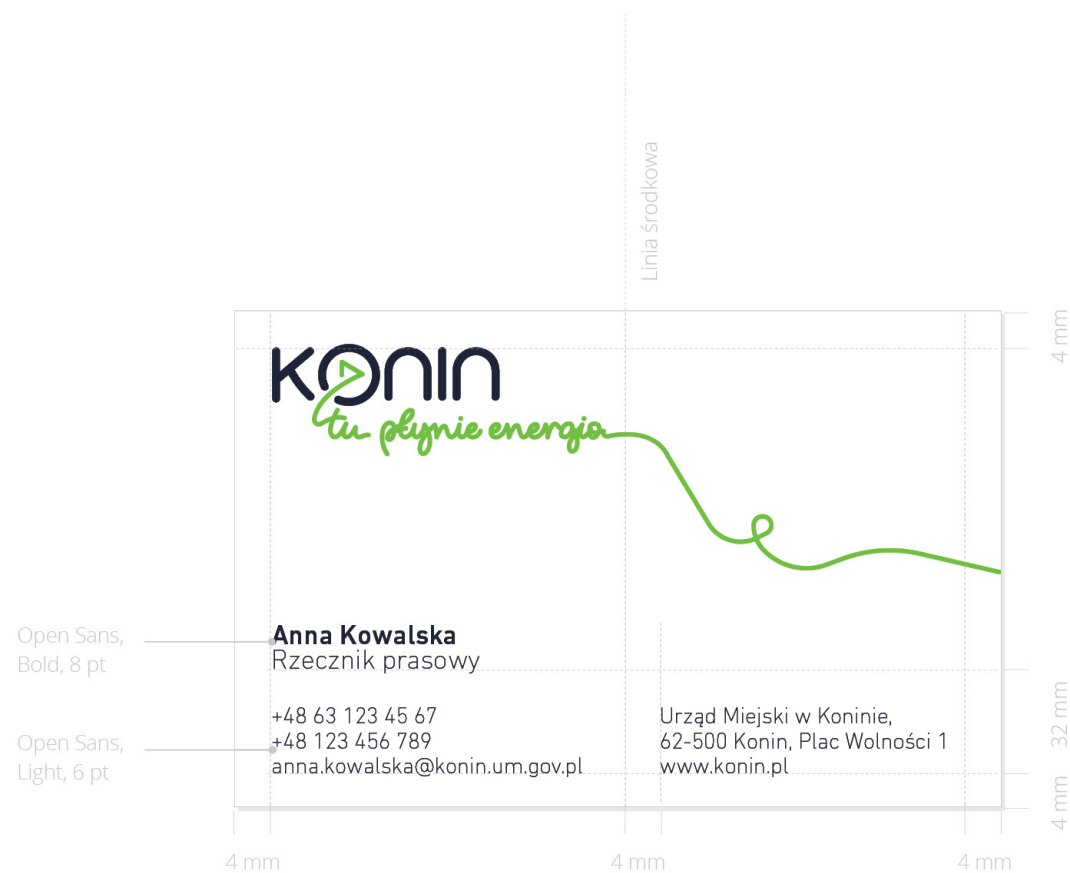 Linia środkowa
4 mm
KONIN
tu płynie energia
Open Sans,
Bold, 8 pt
Anna Kowalska
Rzecznik prasowy
32 mm
Open Sans,
Light, 6 pt
+48 63 123 45 67
+48 123 456 789
anna.kowalska@konin.um.gov.pl
Urząd Miejski w Koninie,
62-500 Konin, Plac Wolności 1
www.konin.pl
4 mm
4 mm
4 mm
4 mm